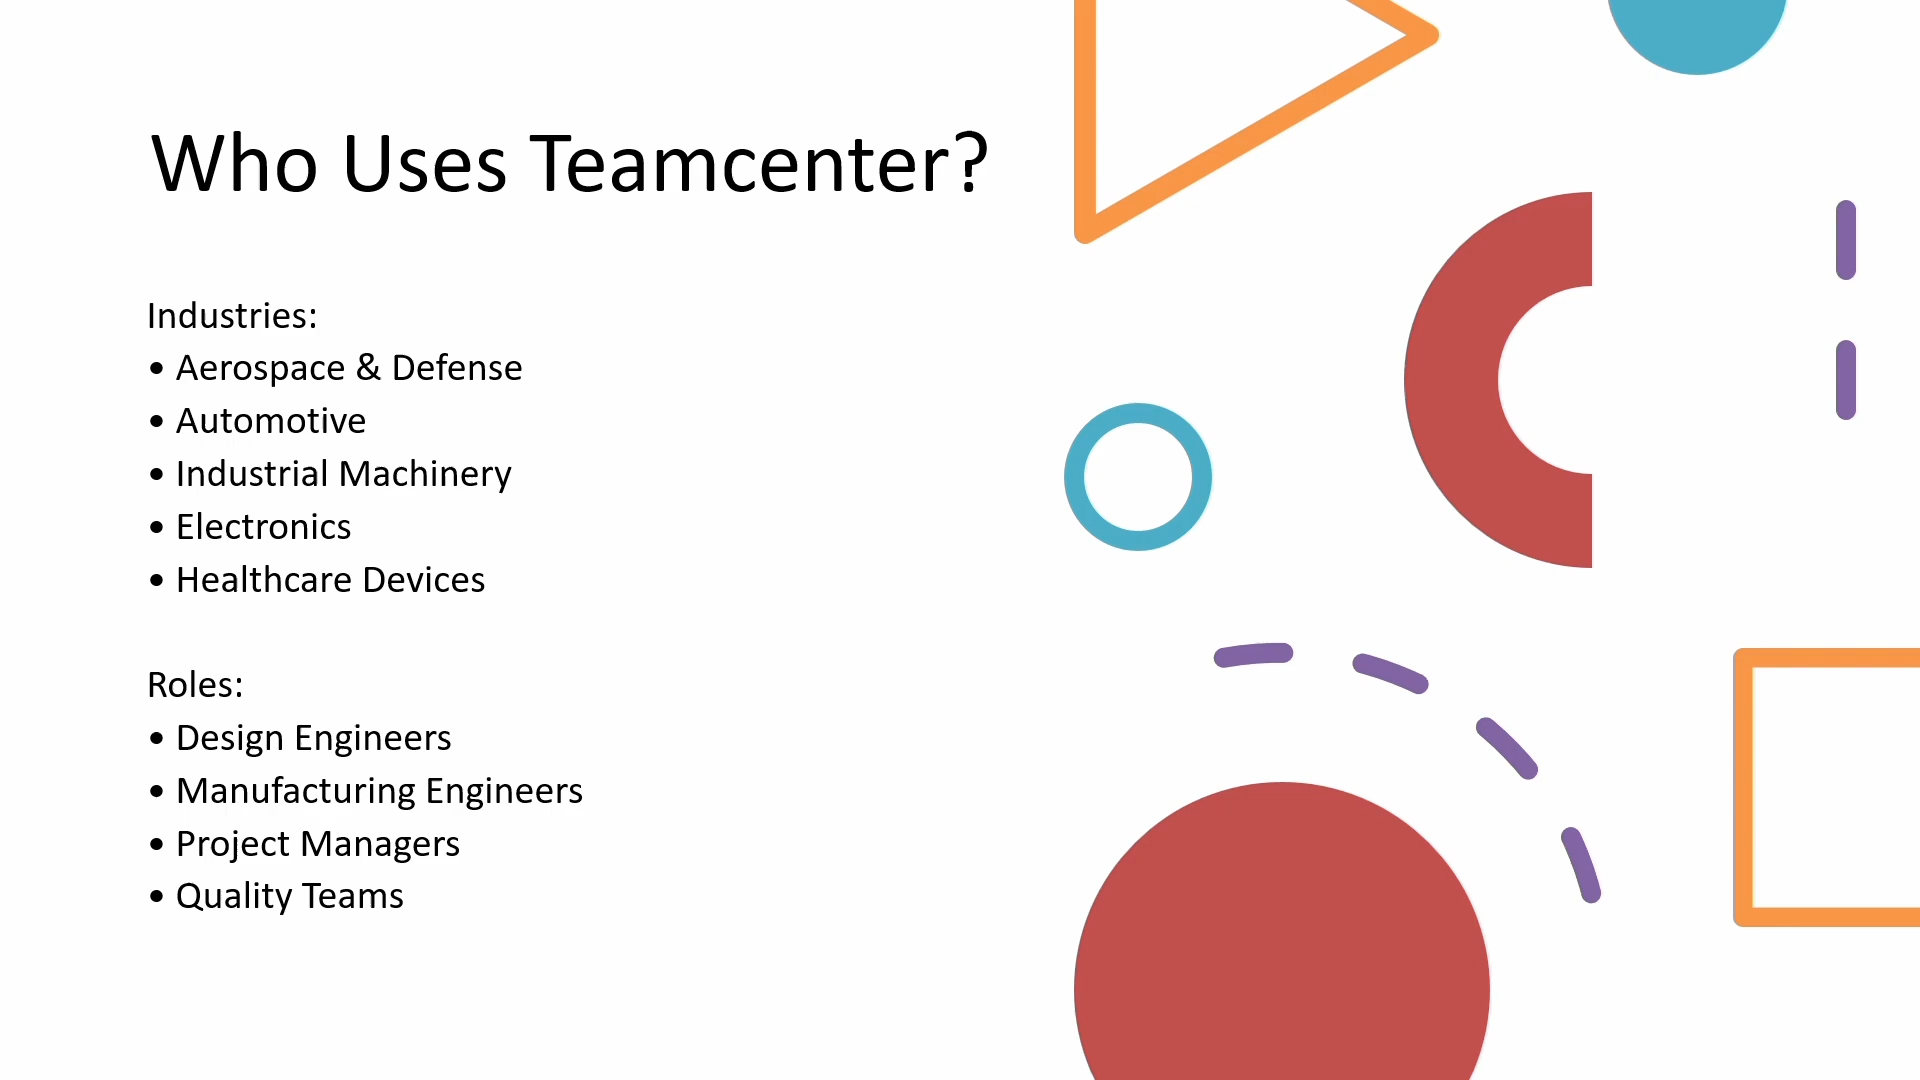 Who Uses Teamcenter?
Industries:
• Aerospace & Defense
• Automotive
• Industrial Machinery
• Electronics
• Healthcare Devices
Roles:
• Design Engineers
• Manufacturing Engineers
• Project Managers
• Quality Teams